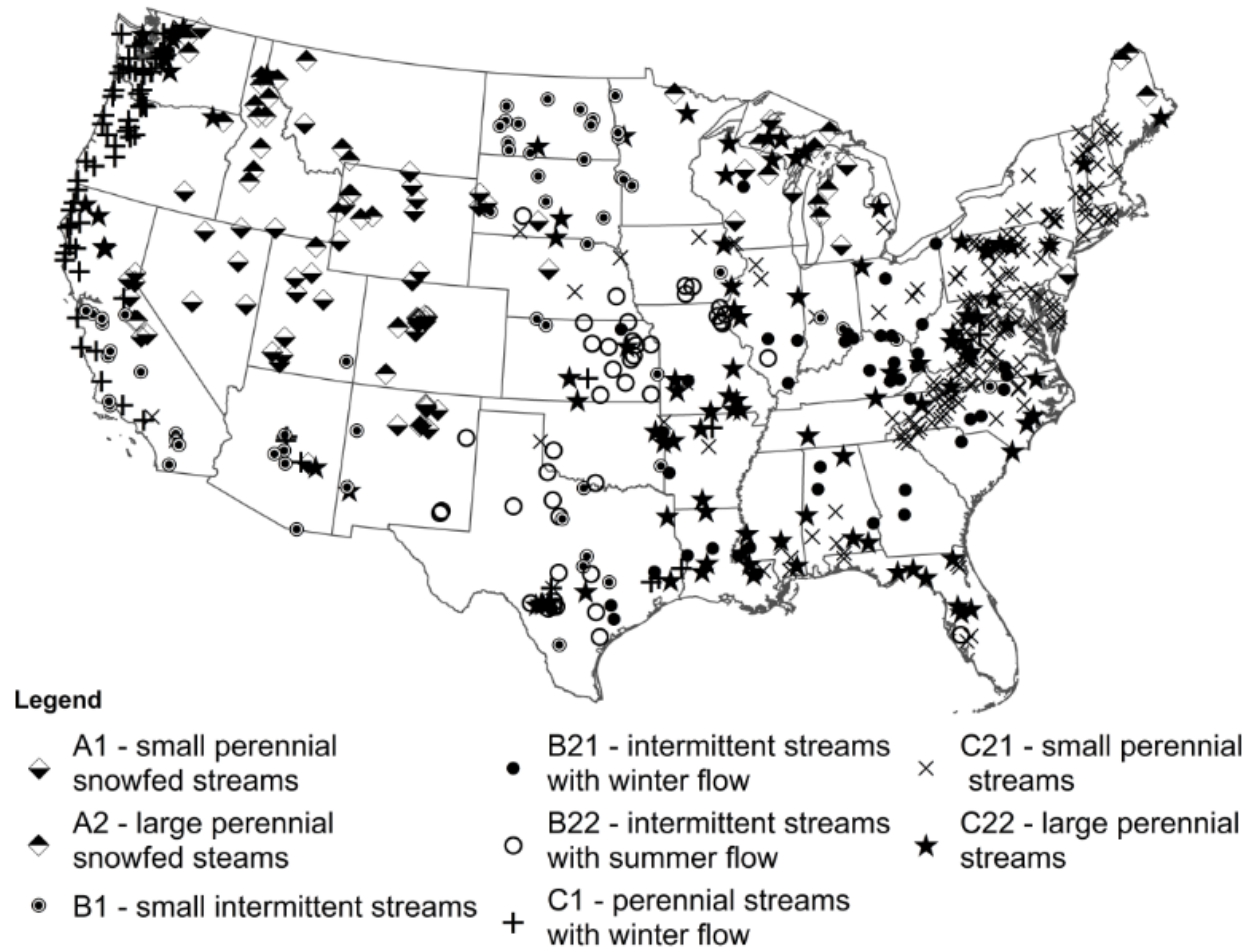 Legend
A1 - small perennial
snowfed streams
A2 - large perennial
snowfed steams
B1 - small intermittent streams
B21 - intermittent streams
with winter flow
B22 - intermittent streams
with summer flow
C1 - perennial streams
with winter flow
C21 - small perennial
streams
C22 - large perennial
streams